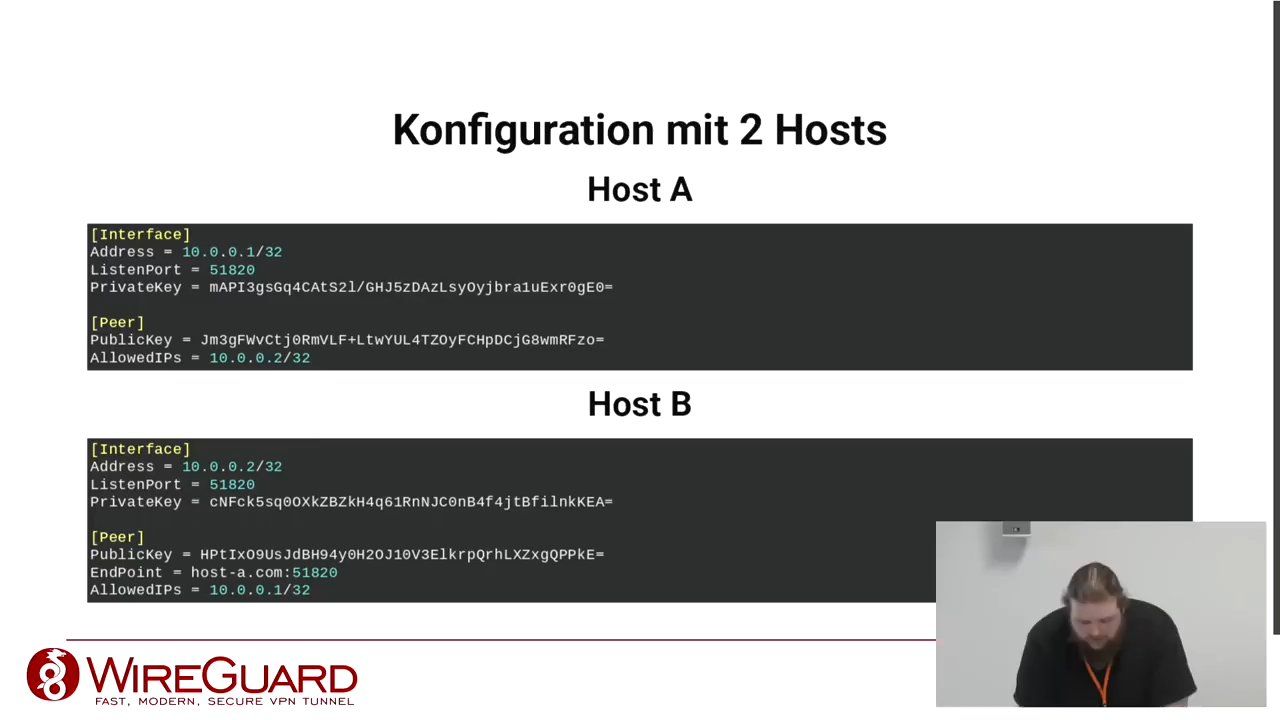 Konfiguration mit 2 Hosts
Host A
[Interface]
Address = 10.0.0.1/32
ListenPort = 51820
PrivateKey = mAPI3gsGq4CAtS2l/GHJ5zDAzLsyOyjbra1uExr0gE0=
[Peer]
PublicKey = Jm3gFWvCtj0RmVLF+LtwYUL4TZOyFCHpDCjG8wmRFzo=
AllowedIPs = 10.0.0.2/32
Host B
[Interface]
Address = 10.0.0.2/32
ListenPort = 51820
PrivateKey = cNFck5sq0OXkZBZkH4q61RnNJC0nB4f4jtBfilnkKEA=
[Peer]
PublicKey = HPtIxO9UsJdBH94y0H2OJ10V3ElkrpQrhLXZxgQPPkE=
EndPoint = host-a.com:51820
AllowedIPs = 10.0.0.1/32
WIREGUARD
FAST, MODERN, SECURE VPN TUNNEL